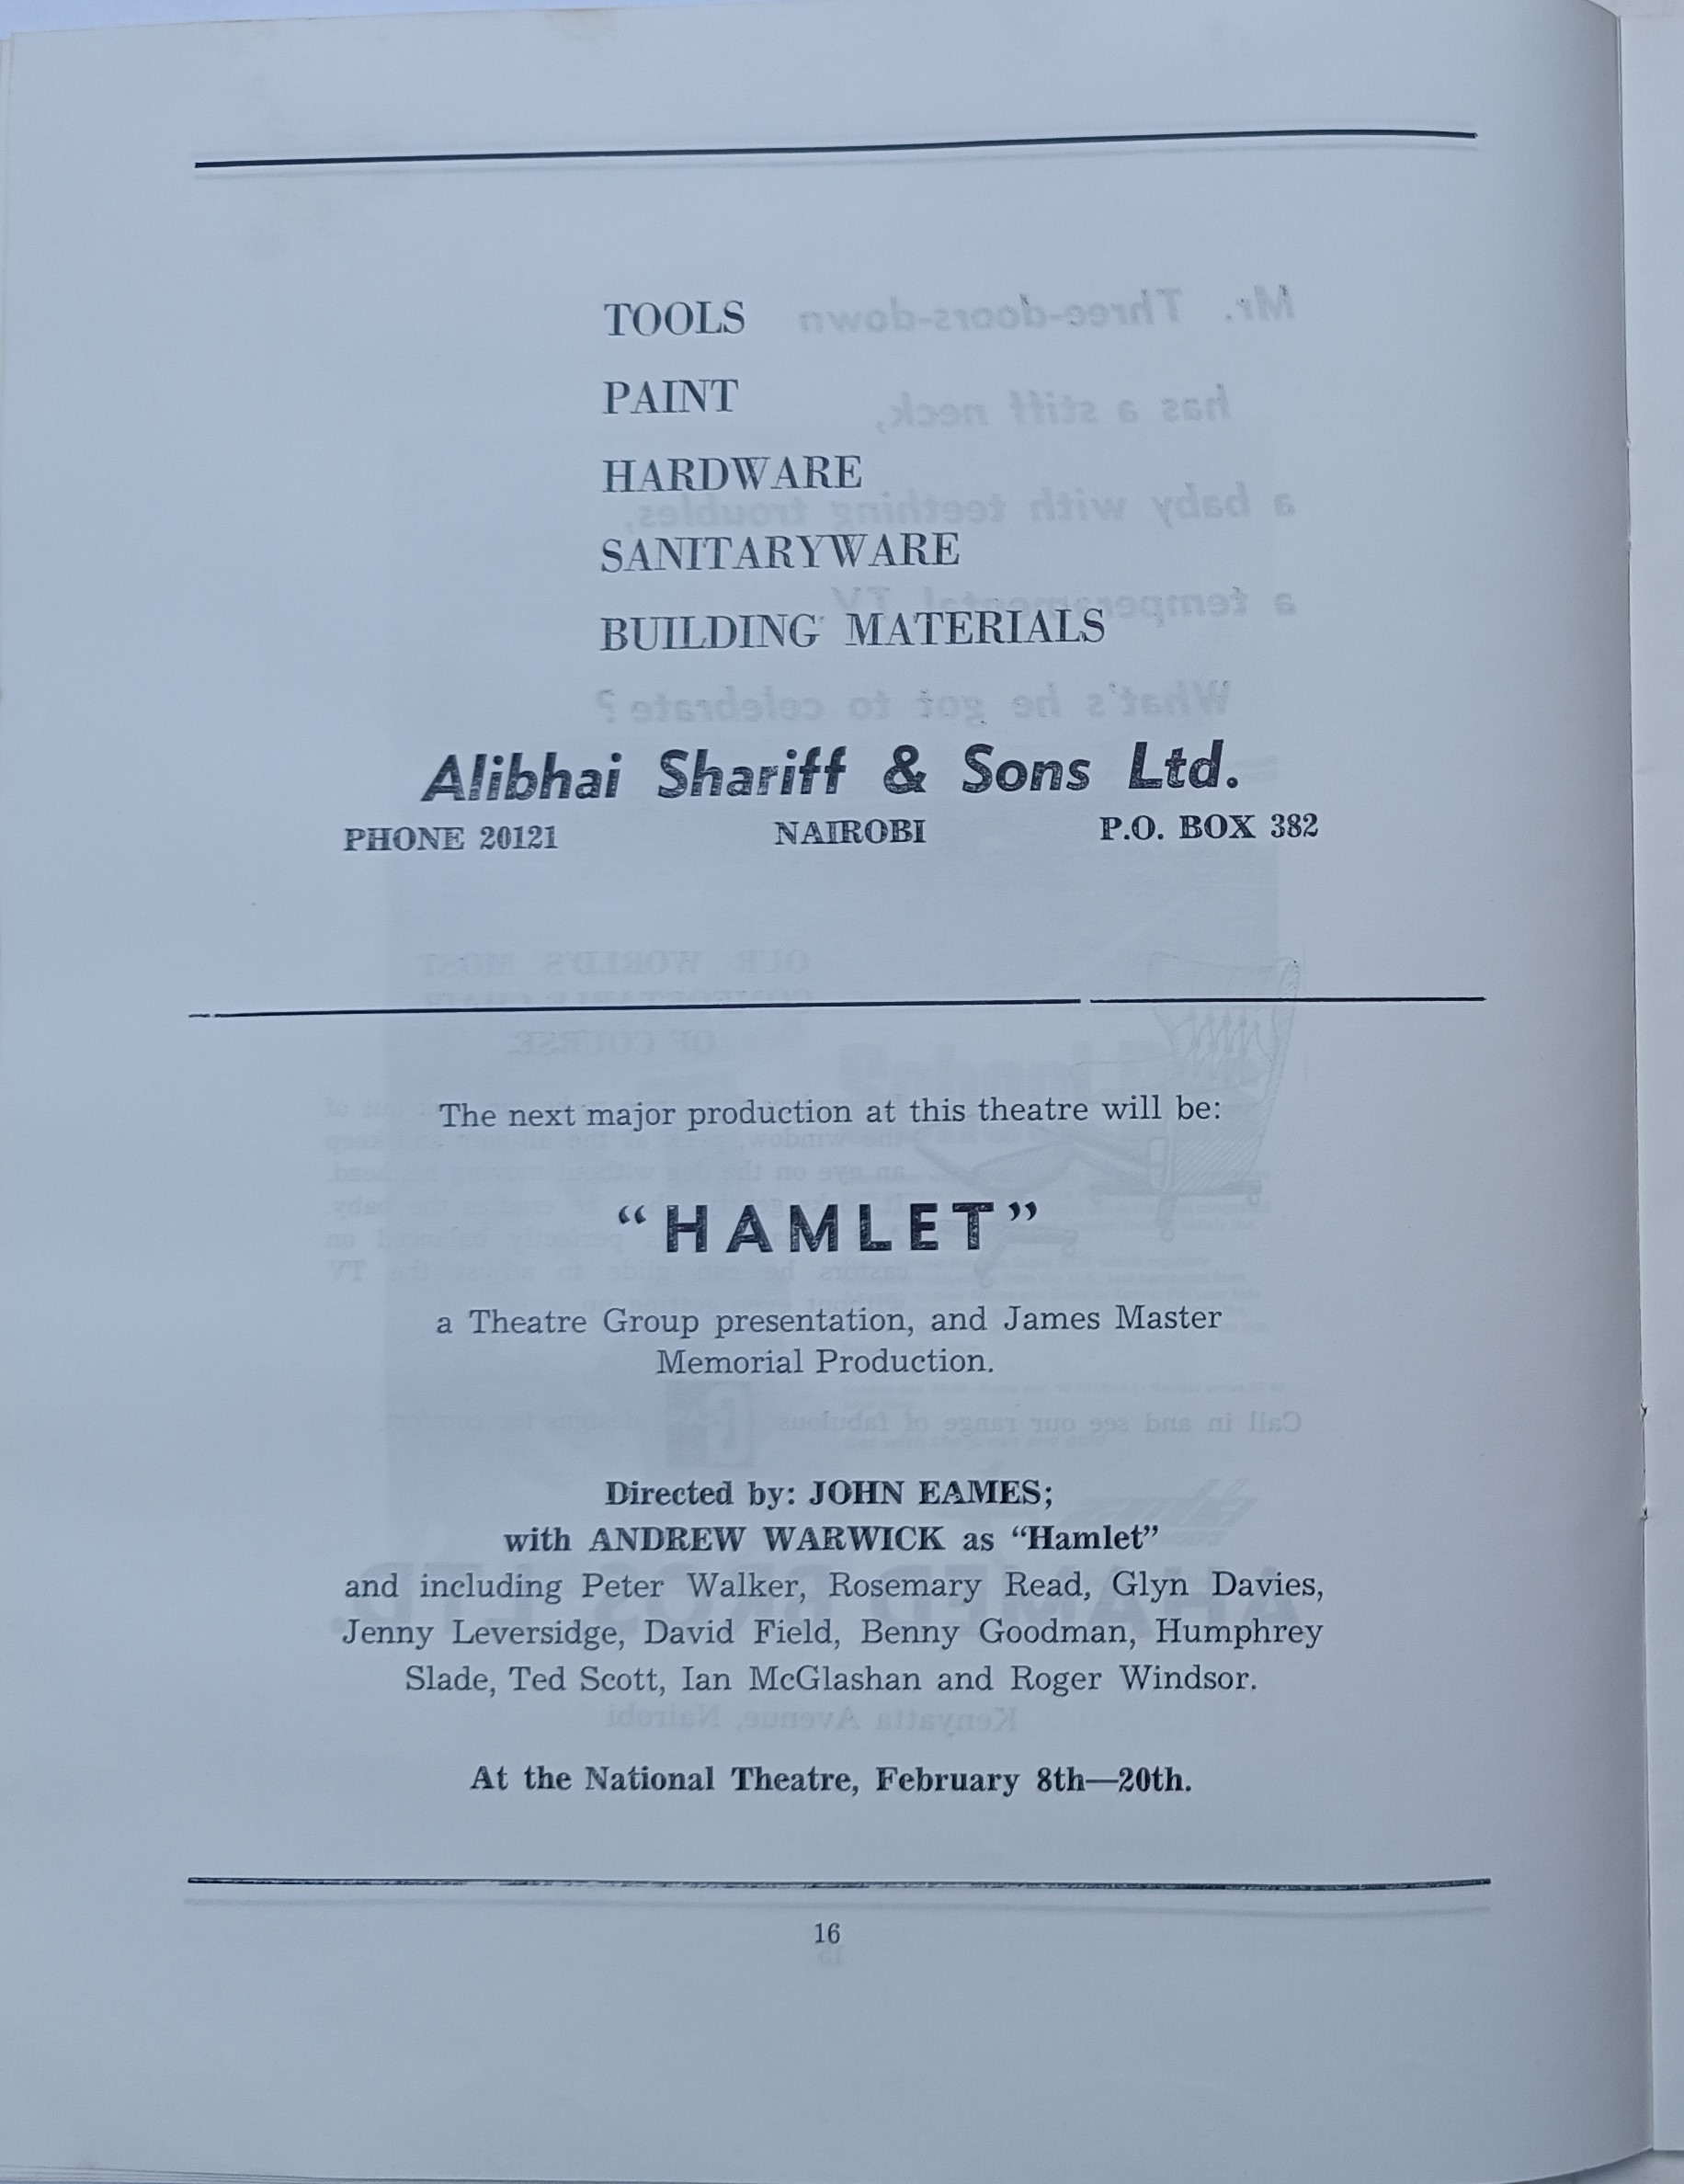 TOOLS
PAINT
HARDWARE
SANITARYWARE
BUILDING MATERIALS
Alibhai Shariff & Sons Ltd.
PHONE 20121 NAIROBI P.O. BOX 382
The next major production at this theatre will be:
“HAMLET”
a Theatre Group presentation, and James Master
Memorial Production.
Directed by: JOHN EAMES;
with ANDREW WARWICK as “Hamlet”
and including Peter Walker, Rosemary Read, Glyn Davies,
Jenny Leversidge, David Field, Benny Goodman, Humphrey
Slade, Ted Scott, Ian McGlashan and Roger Windsor.
At the National Theatre, February 8th—20th.
16